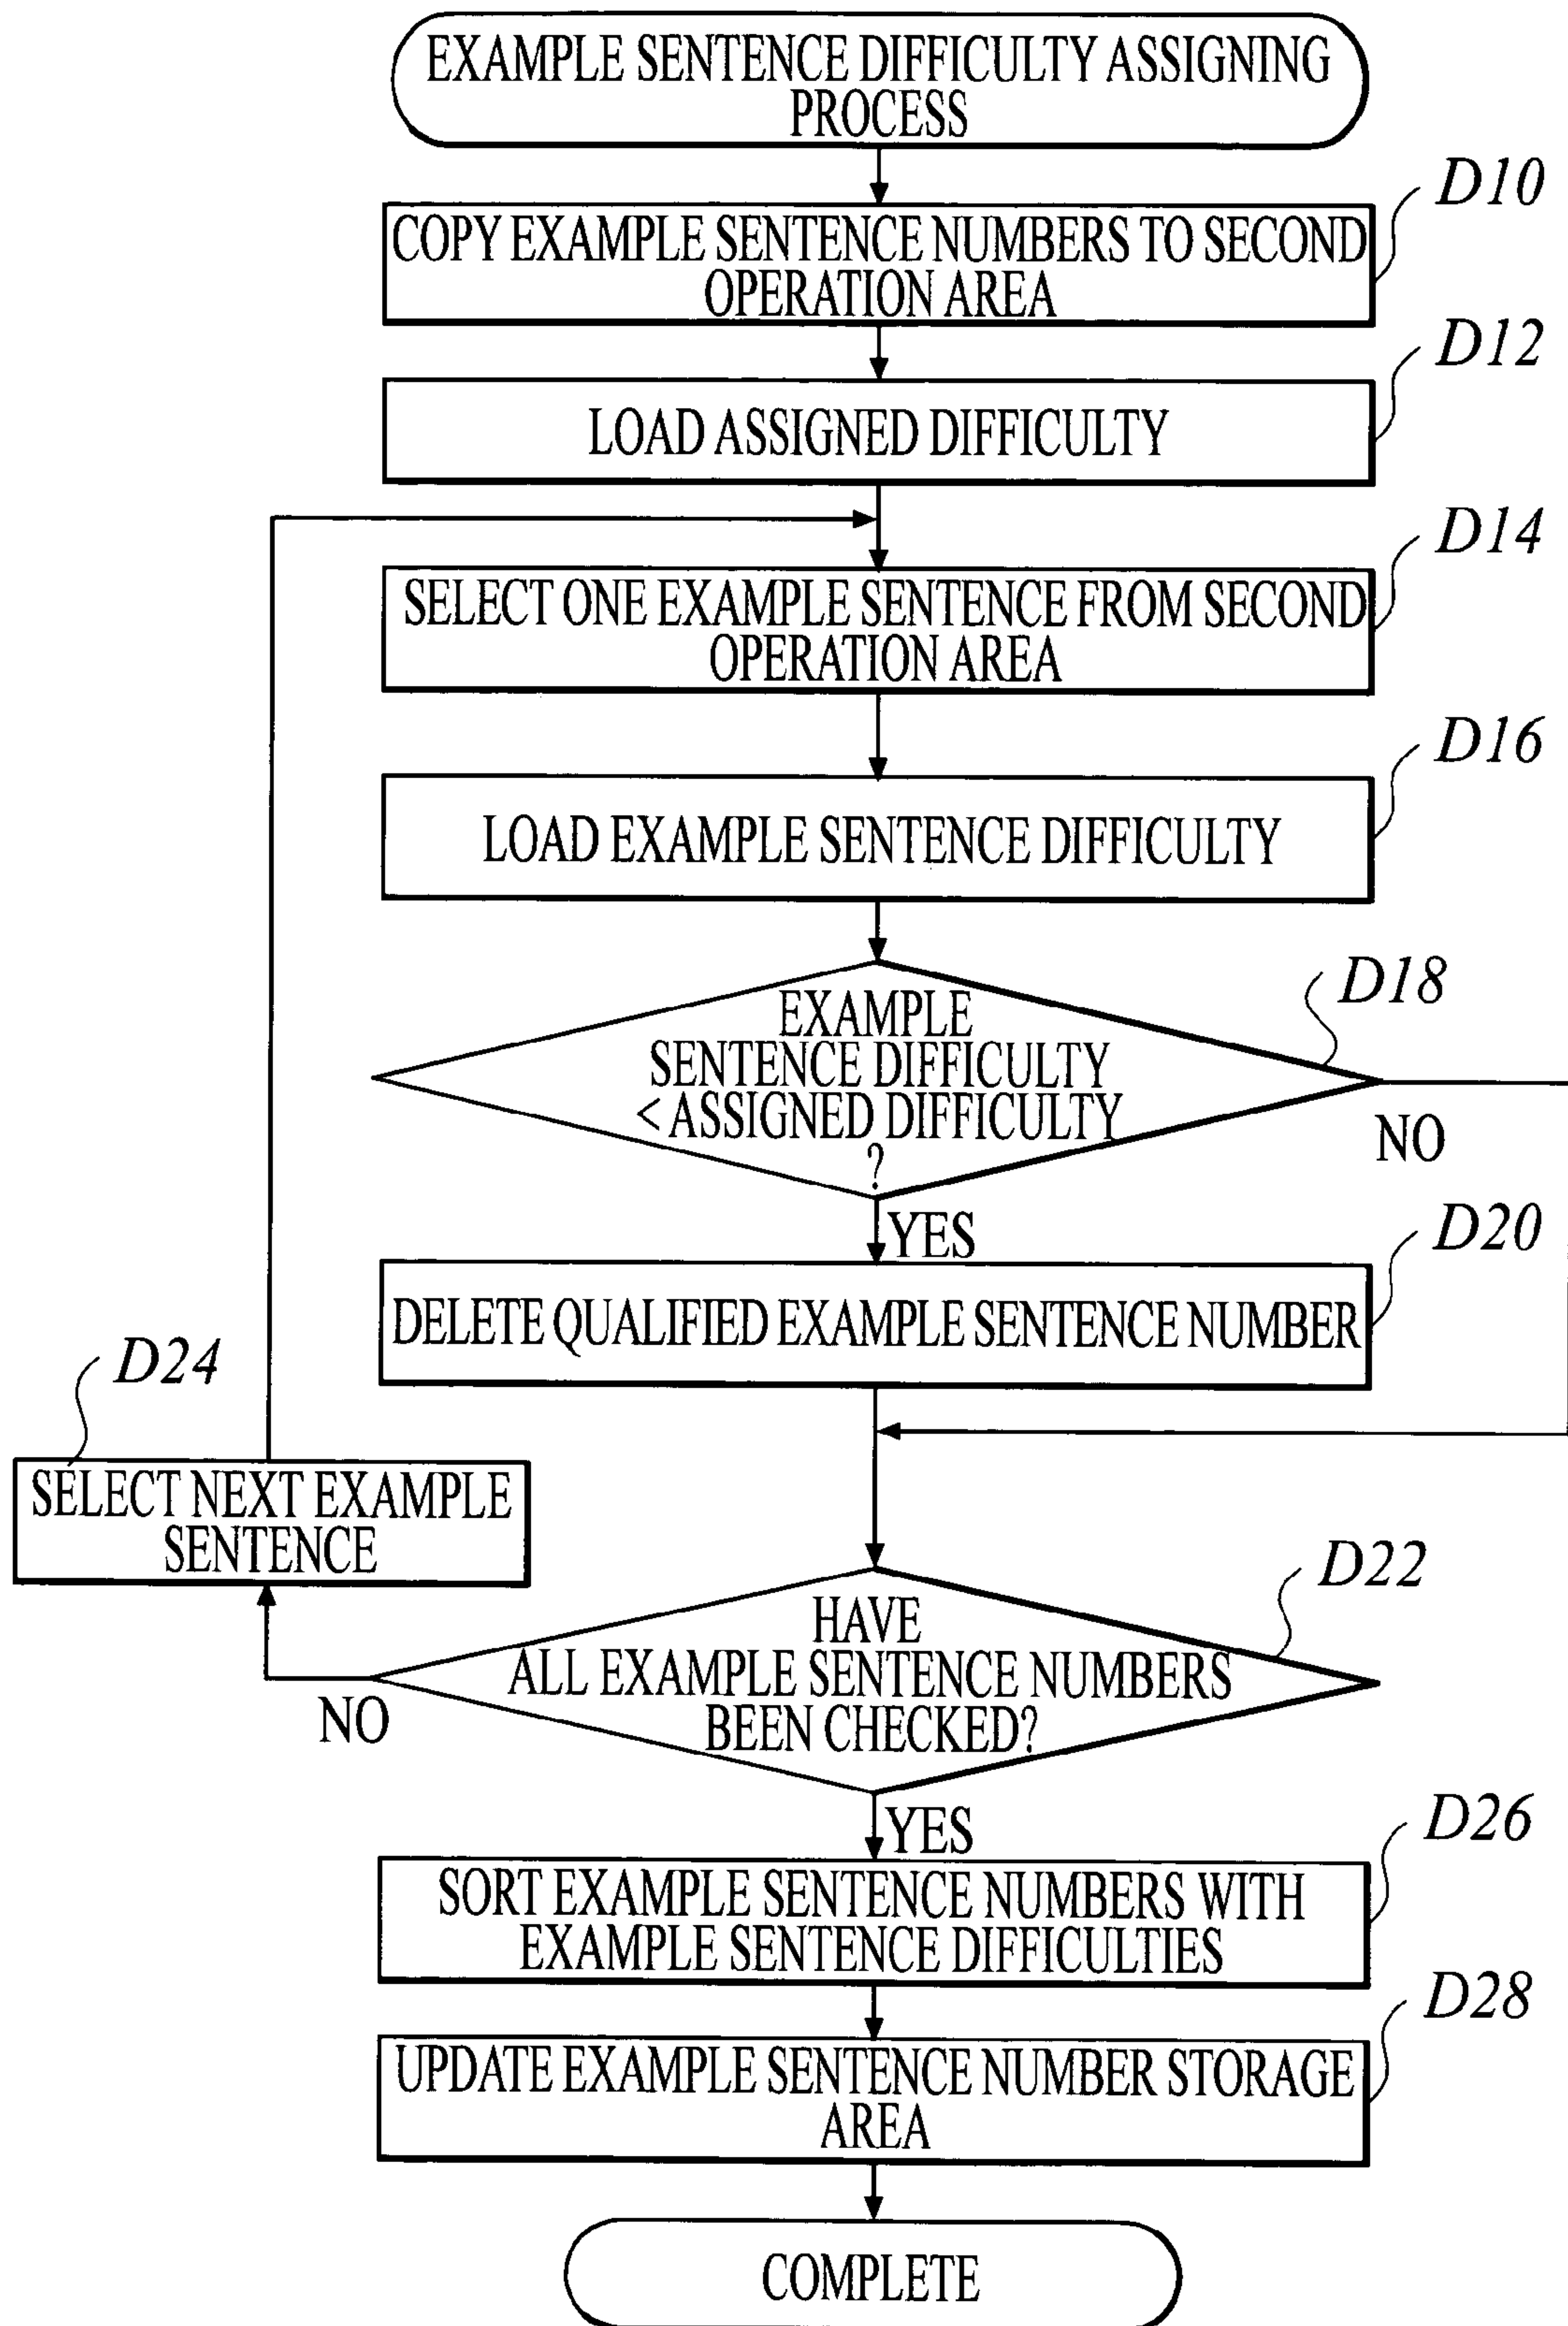 EXAMPLE SENTENCE DIFFICULTY ASSIGNING
PROCESS
D10
COPY EXAMPLE SENTENCE NUMBERS TO SECOND
OPERATION AREA
D12
LOAD ASSIGNED DIFFICULTY
D14
SELECT ONE EXAMPLE SENTENCE FROM SECOND
OPERATION AREA
D16
LOAD EXAMPLE SENTENCE DIFFICULTY
D18
EXAMPLE
SENTENCE DIFFICULTY
< ASSIGNED DIFFICULTY
?
NO
YES
D20
DELETE QUALIFIED EXAMPLE SENTENCE NUMBER
D24
SELECT NEXT EXAMPLE
SENTENCE
D22
HAVE
ALL EXAMPLE SENTENCE NUMBERS
BEEN CHECKED?
NO
YES
D26
SORT EXAMPLE SENTENCE NUMBERS WITH
EXAMPLE SENTENCE DIFFICULTIES
D28
UPDATE EXAMPLE SENTENCE NUMBER STORAGE
AREA
COMPLETE